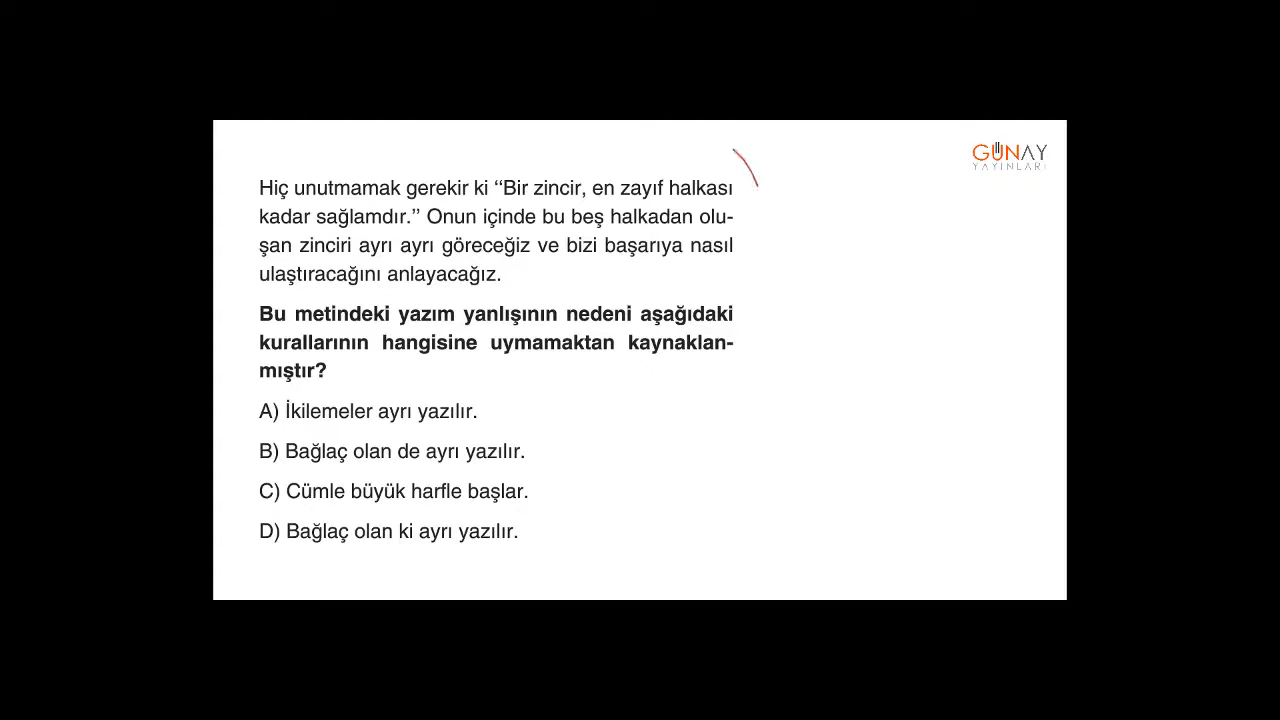 GÜNAY
YAYINLARI
Hiç unutmamak gerekir ki ‘‘Bir zincir, en zayıf halkası
kadar sağlamdır.’’ Onun içinde bu beş halkadan olu-
şan zinciri ayrı ayrı göreceğiz ve bizi başarıya nasıl
ulaştıracağını anlayacağız.
Bu metindeki yazım yanlışının nedeni aşağıdaki
kurallarının hangisine uymamaktan kaynaklan-
mıştır?
A) İkilemeler ayrı yazılır.
B) Bağlaç olan de ayrı yazılır.
C) Cümle büyük harfle başlar.
D) Bağlaç olan ki ayrı yazılır.